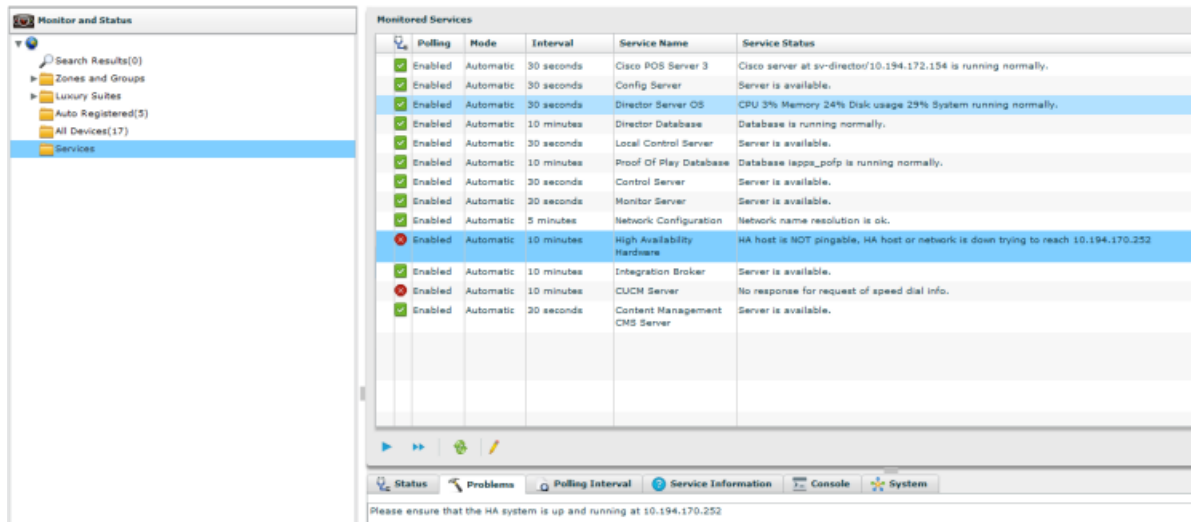 Monitor and Status
Search Results(0)
Zones and Groups
Luxury Suites
Auto Registered(5)
All Devices(17)
Services
Monitored Services
Polling Mode Interval Service Name Service Status
Enabled Automatic 30 seconds Cisco POS Server 3 Cisco server at sv-director/10.194.172.154 is running normally.
Enabled Automatic 30 seconds Config Server Server is available.
Enabled Automatic 30 seconds Director Server OS CPU 3% Memory 24% Disk usage 29% System running normally.
Enabled Automatic 10 minutes Director Database Database is running normally.
Enabled Automatic 30 seconds Local Control Server Server is available.
Enabled Automatic 10 minutes Proof Of Play Database Database iapps_pofp is running normally.
Enabled Automatic 30 seconds Control Server Server is available.
Enabled Automatic 30 seconds Monitor Server Server is available.
Enabled Automatic 5 minutes Network Configuration Network name resolution is ok.
Enabled Automatic 10 minutes High Availability HA host is NOT pingable, HA host or network is down trying to reach 10.194.170.252
Hardware
Enabled Automatic 10 minutes Integration Broker Server is available.
Enabled Automatic 10 minutes CUCM Server No response for request of speed dial info.
Enabled Automatic 30 seconds Content Management Server is available.
CMS Server
Status Problems Polling Interval Service Information Console System
Please ensure that the HA system is up and running at 10.194.170.252